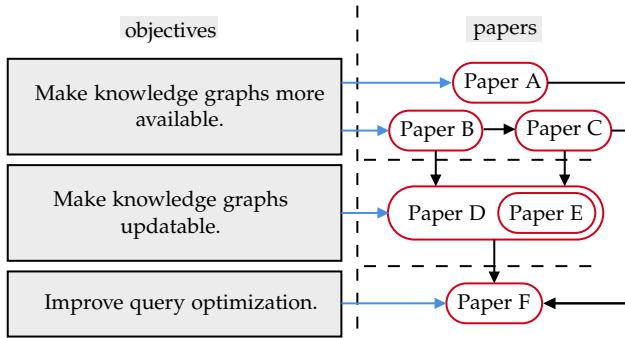 objectives
papers
Make knowledge graphs more
available.
Paper A
Paper B
Paper C
Make knowledge graphs
updatable.
Paper D
Paper E
Improve query optimization.
Paper F